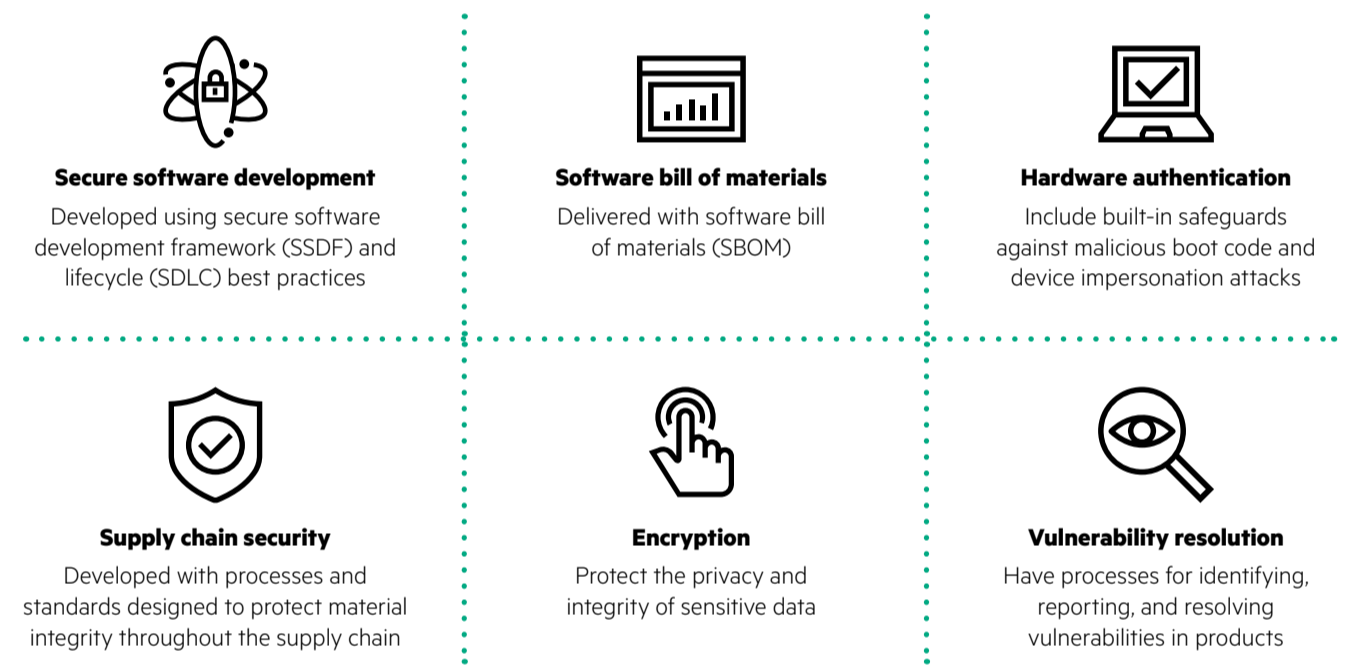 Secure software development
Developed using secure software
development framework (SSDF) and
lifecycle (SDLC) best practices
Software bill of materials
Delivered with software bill
of materials (SBOM)
Hardware authentication
Include built-in safeguards
against malicious boot code and
device impersonation attacks
Supply chain security
Developed with processes and
standards designed to protect material
integrity throughout the supply chain
Encryption
Protect the privacy and
integrity of sensitive data
Vulnerability resolution
Have processes for identifying,
reporting, and resolving
vulnerabilities in products